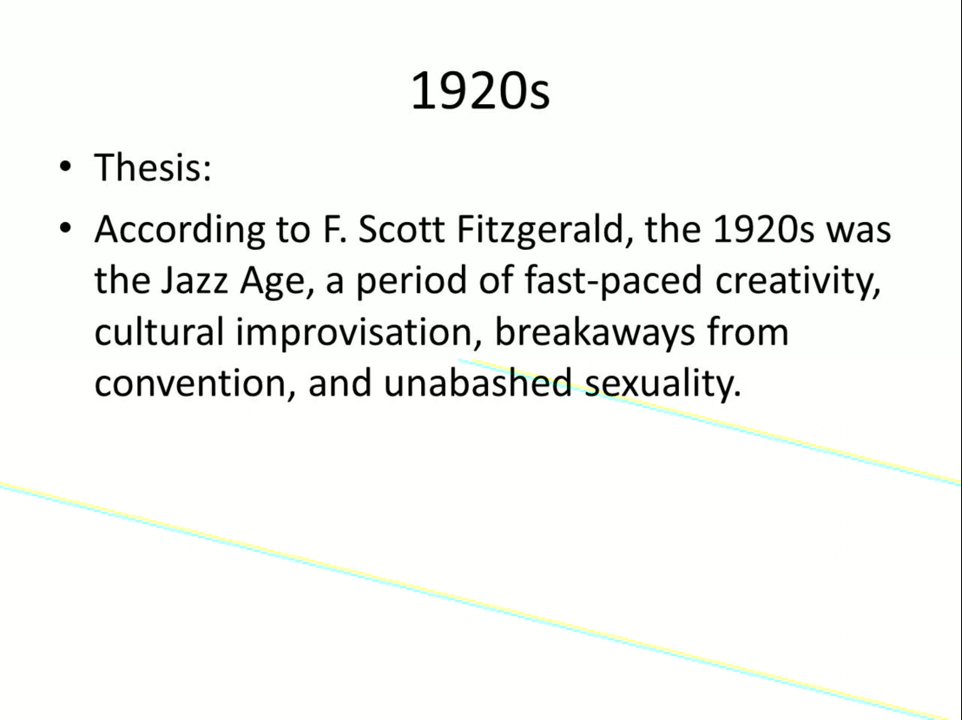 1920s
• Thesis:
• According to F. Scott Fitzgerald, the 1920s was
the Jazz Age, a period of fast-paced creativity,
cultural improvisation, breakaways from
convention, and unabashed sexuality.